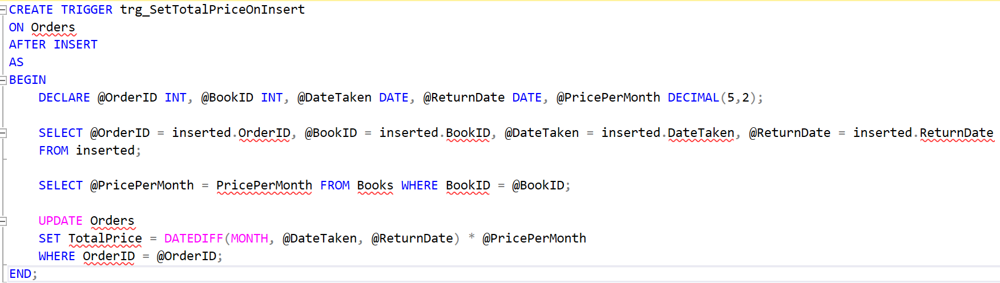 CREATE TRIGGER trg_SetTotalPriceOnInsert
ON Orders
AFTER INSERT
AS
BEGIN
    DECLARE @OrderID INT, @BookID INT, @DateTaken DATE, @ReturnDate DATE, @PricePerMonth DECIMAL(5,2);
    SELECT @OrderID = inserted.OrderID, @BookID = inserted.BookID, @DateTaken = inserted.DateTaken, @ReturnDate = inserted.ReturnDate
    FROM inserted;
    SELECT @PricePerMonth = PricePerMonth FROM Books WHERE BookID = @BookID;
    UPDATE Orders
    SET TotalPrice = DATEDIFF(MONTH, @DateTaken, @ReturnDate) * @PricePerMonth
    WHERE OrderID = @OrderID;
END;